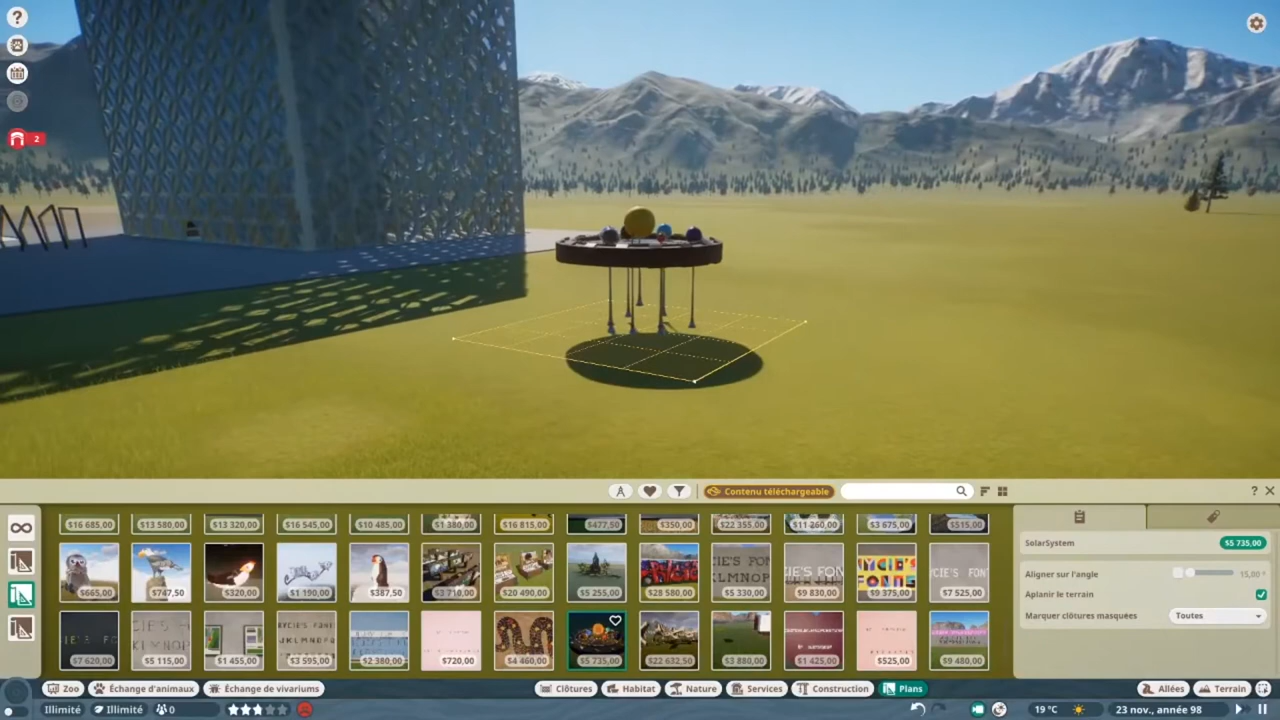 ?
2
Contenu téléchargeable
? ×
$16 685,00 $13 580,00 $13 320,00 $16 545,00 $10 485,00 $1 380,00 $16 815,00 $477,50 $350,00 $22 355,00 $11 260,00 $3 675,00 $515,00
$665,00 $747,50 $320,00 $1 190,00 $387,50 $3 710,00 $20 490,00 $5 255,00 $28 580,00 $5 330,00 $9 830,00 $9 375,00 $7 525,00
$7 620,00 $5 115,00 $1 455,00 $3 595,00 $2 380,00 $720,00 $4 460,00 $5 735,00 $22 632,50 $3 880,00 $1 425,00 $525,00 $9 480,00
SolarSystem $5 735,00
Aligner sur l'angle 15,00 °
Aplanir le terrain
Marquer clôtures masquées Toutes
Zoo Échange d'animaux Échange de vivariums Clôtures Habitat Nature Services Construction Plans Allées Terrain
Illimité Illimité 0 19 °C 23 nov., année 98